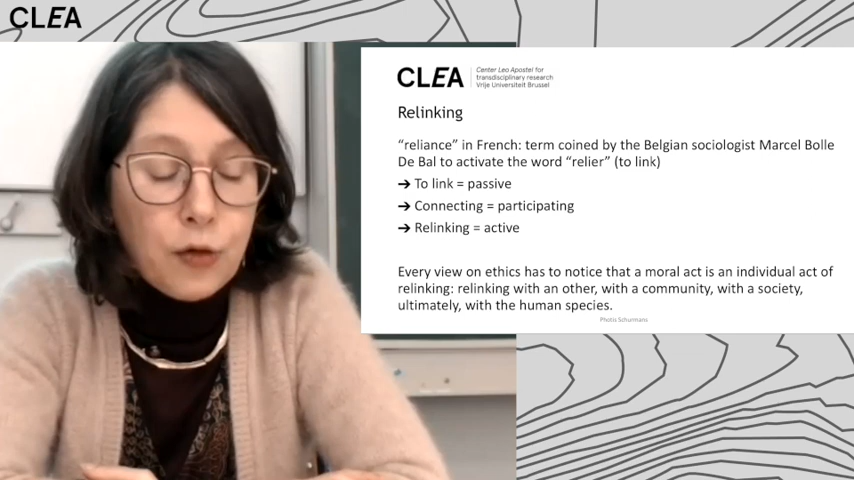 CLEA
CLEA
Center Leo Apostel for
transdisciplinary research
Vrije Universiteit Brussel
Relinking
“reliance” in French: term coined by the Belgian sociologist Marcel Bolle
De Bal to activate the word “relier” (to link)
➔ To link = passive
➔ Connecting = participating
➔ Relinking = active
Every view on ethics has to notice that a moral act is an individual act of
relinking: relinking with an other, with a community, with a society,
ultimately, with the human species.
Photis Schurmans